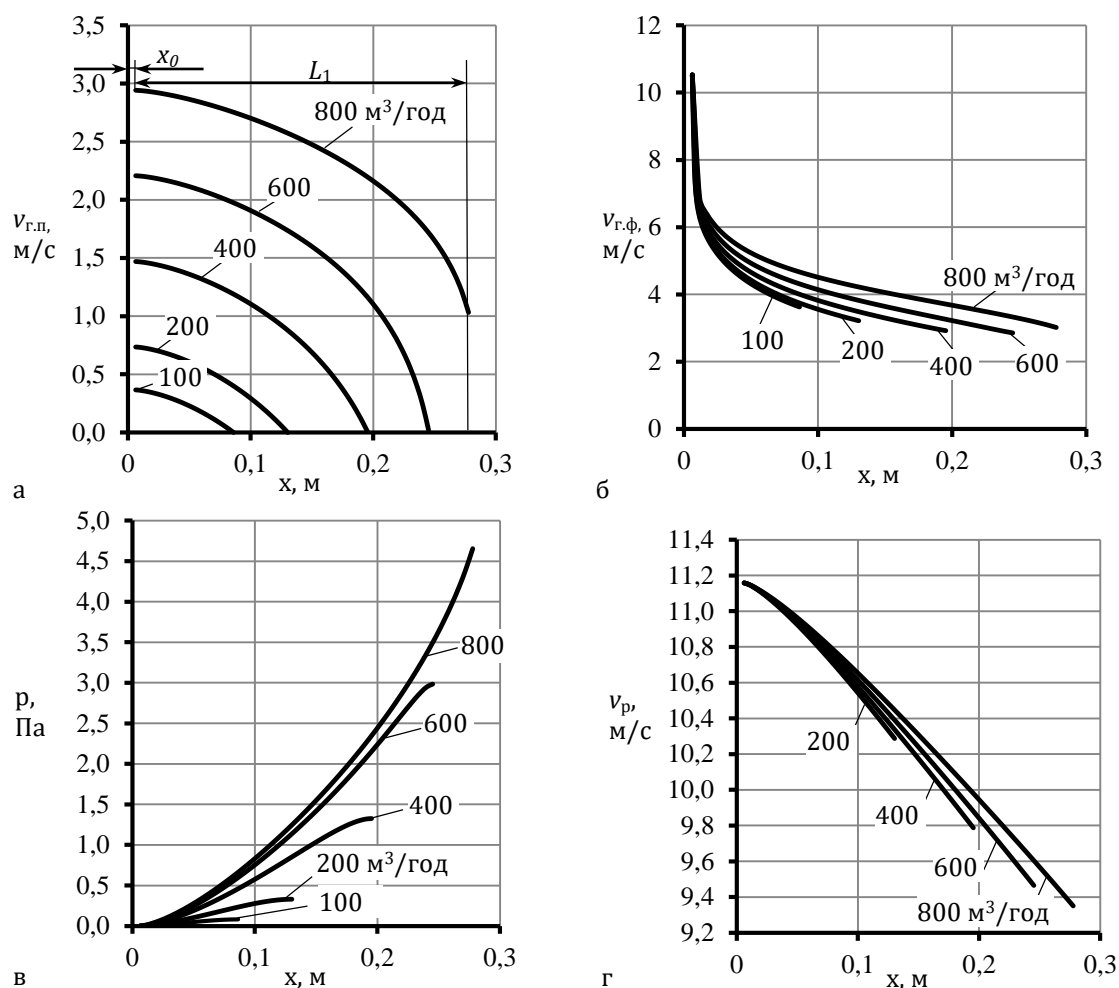 3,5
3,0
2,5
2,0
1,5
1,0
0,5
0,0
v г.п,
м/с
x0
L1
800 м³/год
600
400
200
100
0 0,1 0,2 0,3
x, м
а
12
10
8
6
4
2
0
v г.ф,
м/с
800 м³/год
100
200
400
600
0 0,1 0,2 0,3
x, м
б
5,0
4,5
4,0
3,5
3,0
2,5
2,0
1,5
1,0
0,5
0,0
р,
Па
800
600
400
200 м³/год
100
0 0,1 0,2 0,3
x, м
в
11,4
11,2
11,0
10,8
10,6
10,4
10,2
10,0
9,8
9,6
9,4
9,2
v р,
м/с
200
400
600
800 м³/год
0 0,1 0,2 0,3
x, м
г